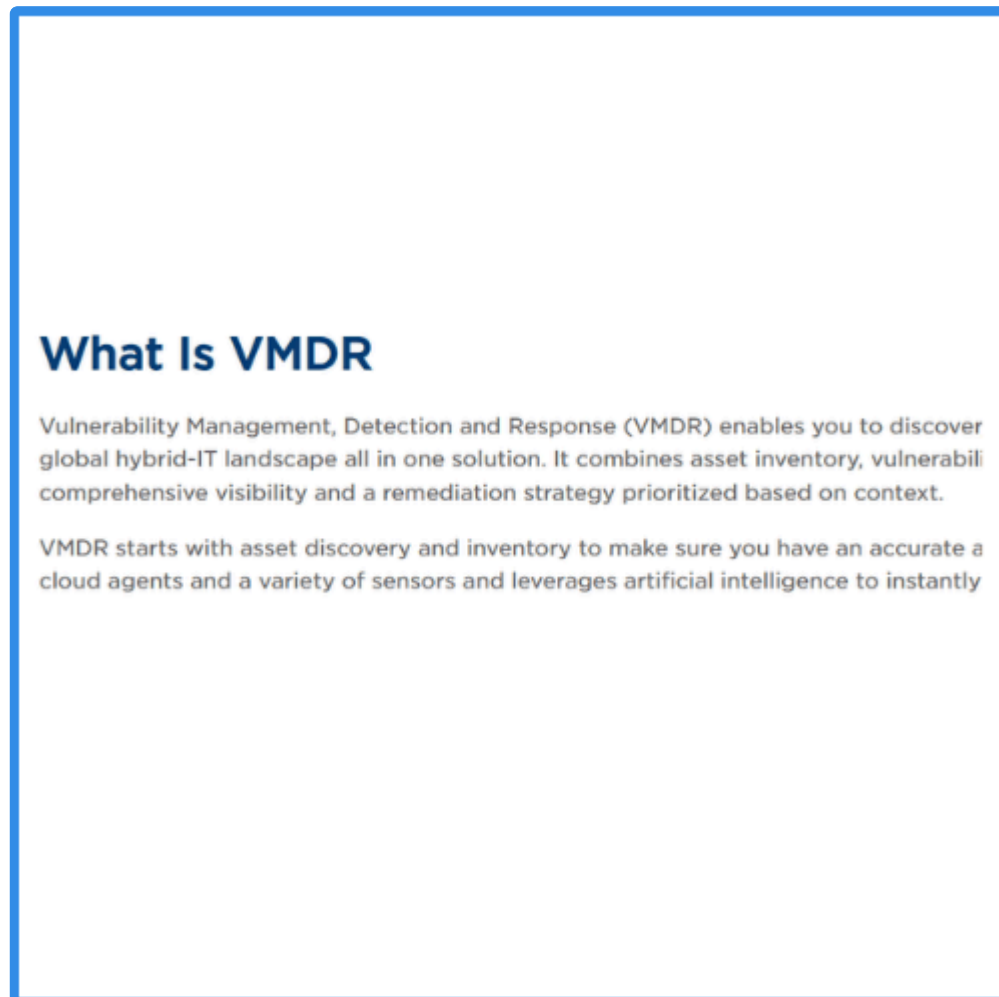 What Is VMDR
Vulnerability Management, Detection and Response (VMDR) enables you to discover
global hybrid-IT landscape all in one solution. It combines asset inventory, vulnerabili
comprehensive visibility and a remediation strategy prioritized based on context.
VMDR starts with asset discovery and inventory to make sure you have an accurate a
cloud agents and a variety of sensors and leverages artificial intelligence to instantly